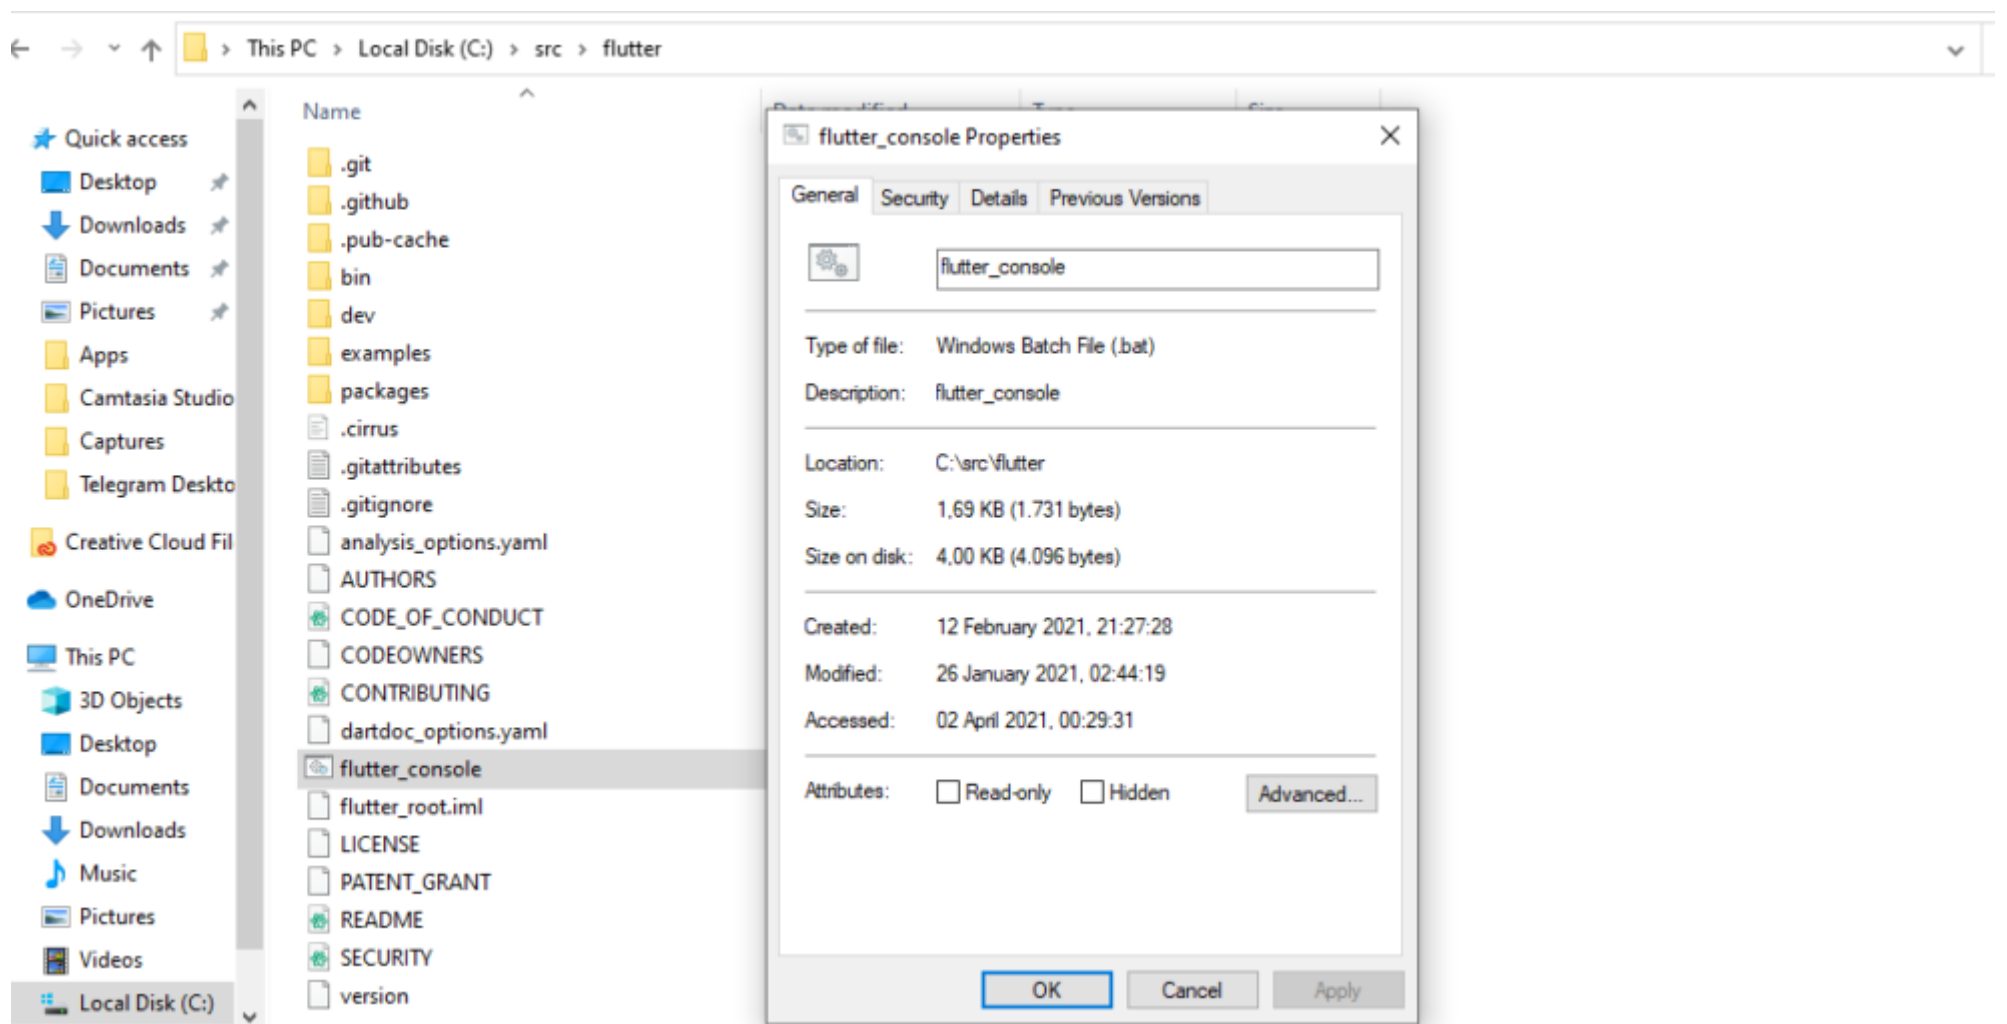 This PC > Local Disk (C:) > src > flutter
Quick access
Desktop
Downloads
Documents
Pictures
Apps
Camtasia Studio
Captures
Telegram Deskto
Creative Cloud Fil
OneDrive
This PC
3D Objects
Desktop
Documents
Downloads
Music
Pictures
Videos
Local Disk (C:)
Name
.git
.github
.pub-cache
bin
dev
examples
packages
.cirrus
.gitattributes
.gitignore
analysis_options.yaml
AUTHORS
CODE_OF_CONDUCT
CODEOWNERS
CONTRIBUTING
dartdoc_options.yaml
flutter_console
flutter_root.iml
LICENSE
PATENT_GRANT
README
SECURITY
version
Date modified Type Size
flutter_console Properties
General Security Details Previous Versions
flutter_console
Type of file: Windows Batch File (.bat)
Description: flutter_console
Location: C:\src\flutter
Size: 1,69 KB (1.731 bytes)
Size on disk: 4,00 KB (4.096 bytes)
Created: 12 February 2021, 21:27:28
Modified: 26 January 2021, 02:44:19
Accessed: 02 April 2021, 00:29:31
Attributes: Read-only Hidden Advanced...
OK Cancel Apply